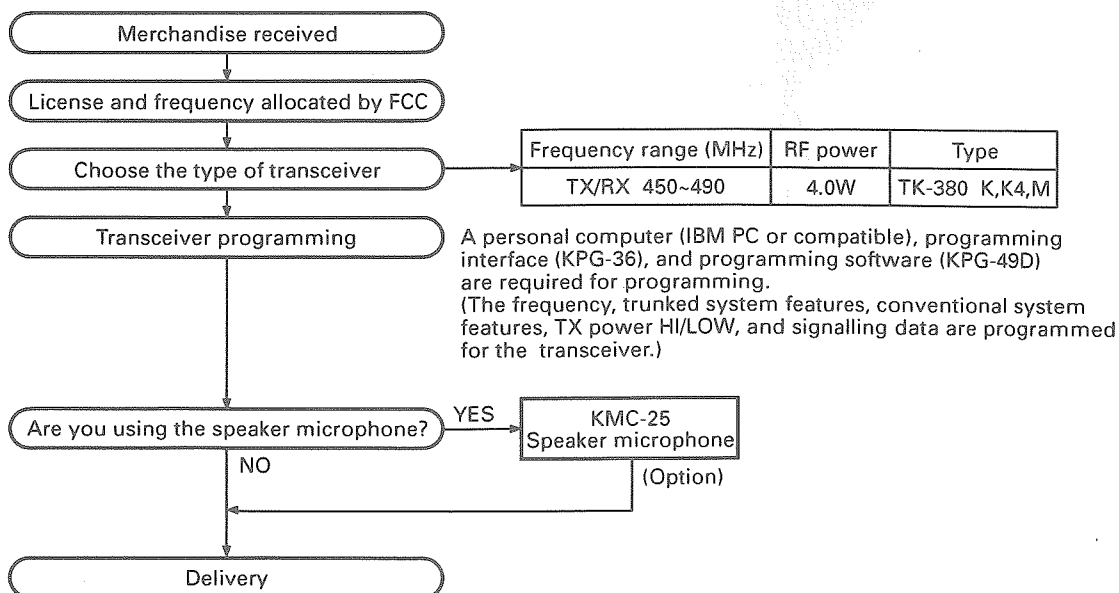 Merchandise received
License and frequency allocated by FCC
Choose the type of transceiver
Frequency range (MHz) RF power Type
TX/RX 450~490 4.0W TK-380 K,K4,M
Transceiver programming
A personal computer (IBM PC or compatible), programming
interface (KPG-36), and programming software (KPG-49D)
are required for programming.
(The frequency, trunked system features, conventional system
features, TX power HI/LOW, and signalling data are programmed
for the transceiver.)
Are you using the speaker microphone?
YES
KMC-25
Speaker microphone
NO
(Option)
Delivery